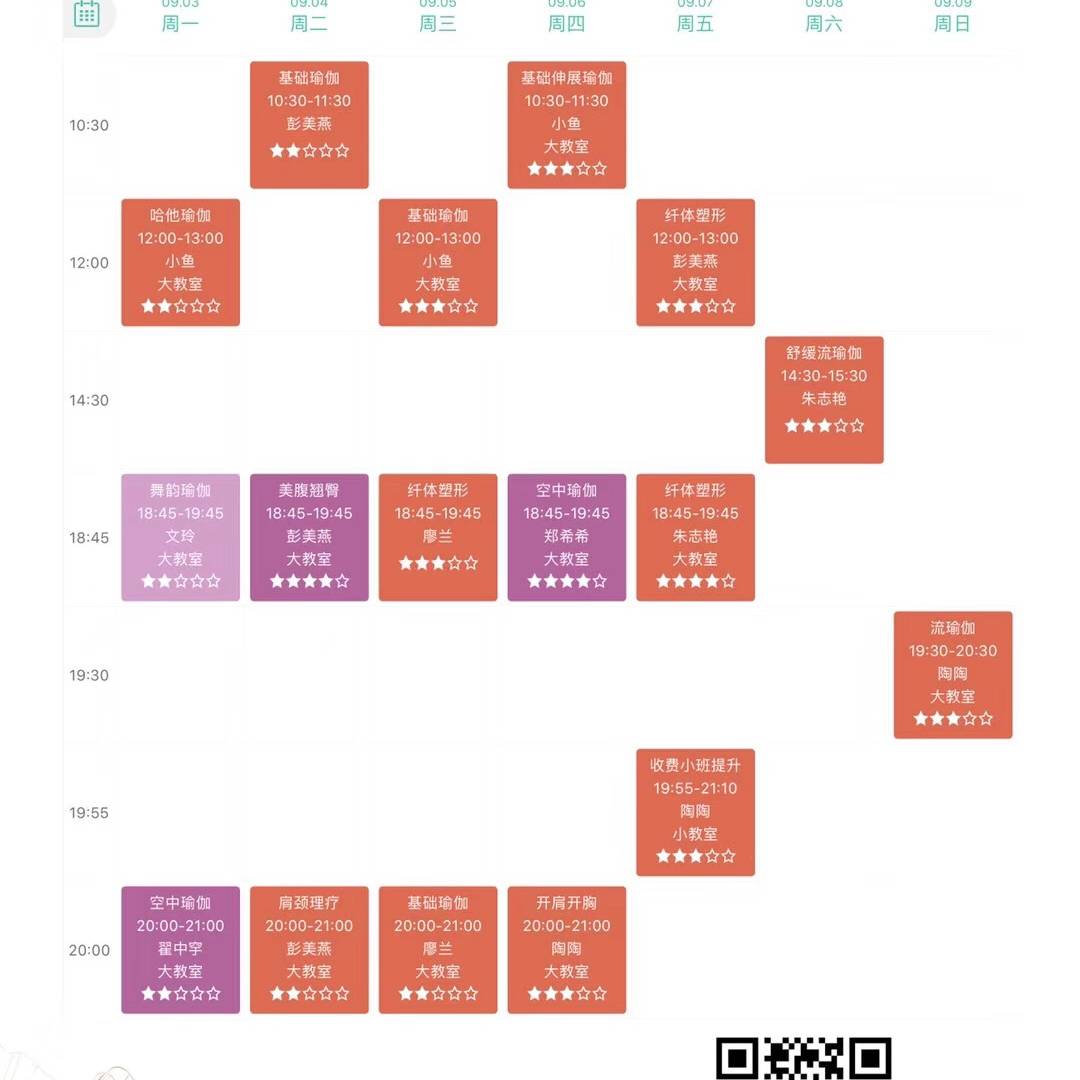 09.03 09.04 09.05 09.06 09.07 09.08 09.09
周一 周二 周三 周四 周五 周六 周日
10:30
基础瑜伽
10:30-11:30
彭美燕
★★☆☆☆
基础伸展瑜伽
10:30-11:30
小鱼
大教室
★★★☆☆
12:00
哈他瑜伽
12:00-13:00
小鱼
大教室
★★☆☆☆
基础瑜伽
12:00-13:00
小鱼
大教室
★★★☆☆
纤体塑形
12:00-13:00
彭美燕
大教室
★★★☆☆
14:30
舒缓流瑜伽
14:30-15:30
朱志艳
★★★☆☆
18:45
舞韵瑜伽
18:45-19:45
文玲
大教室
★★☆☆☆
美腹翘臀
18:45-19:45
彭美燕
大教室
★★★★☆
纤体塑形
18:45-19:45
廖兰
★★★☆☆
空中瑜伽
18:45-19:45
郑希希
大教室
★★★★☆
纤体塑形
18:45-19:45
朱志艳
大教室
★★★★☆
19:30
流瑜伽
19:30-20:30
陶陶
大教室
★★★☆☆
19:55
收费小班提升
19:55-21:10
陶陶
小教室
★★★☆☆
20:00
空中瑜伽
20:00-21:00
翟中孛
大教室
★★☆☆☆
肩颈理疗
20:00-21:00
彭美燕
大教室
★★☆☆☆
基础瑜伽
20:00-21:00
廖兰
大教室
★★☆☆☆
开肩开胸
20:00-21:00
陶陶
大教室
★★★☆☆